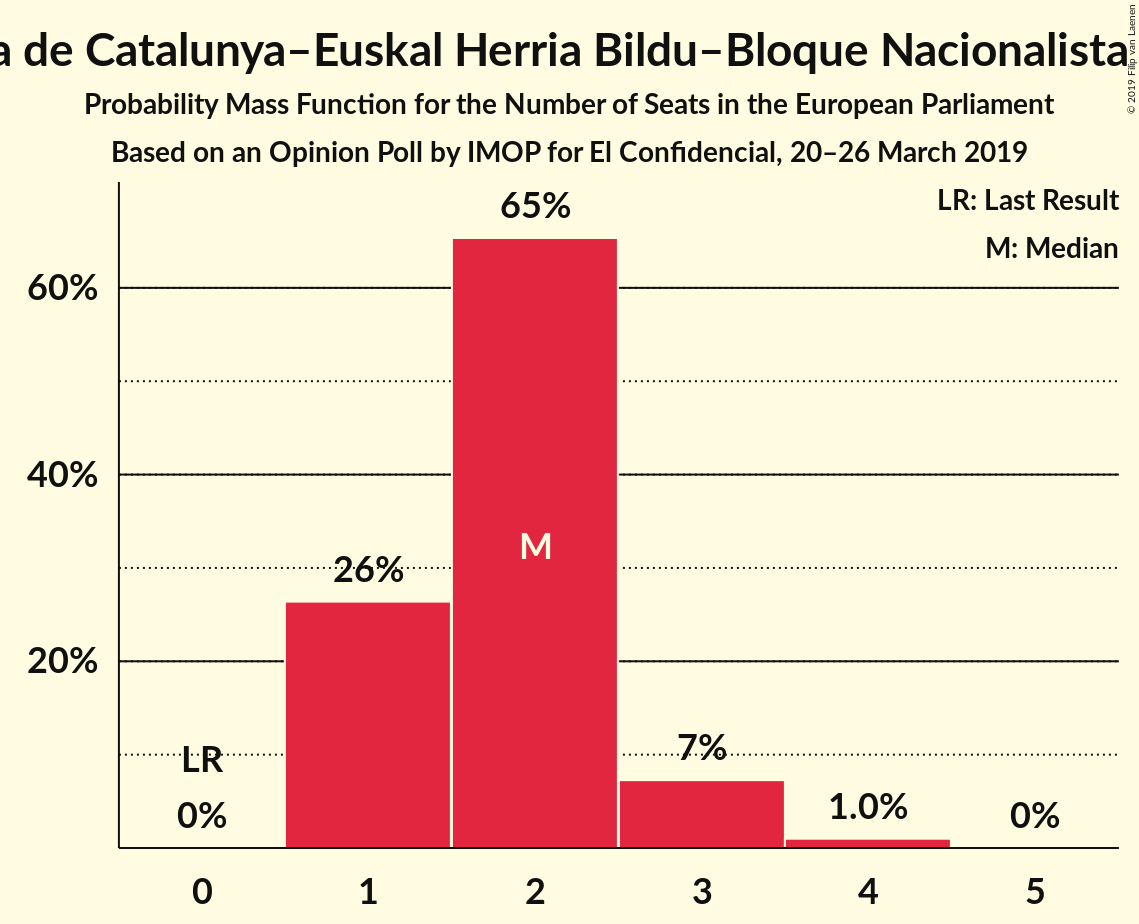 de Catalunya–Euskal Herria Bildu–Bloque Nacionalista
Probability Mass Function for the Number of Seats in the European Parliament
Based on an Opinion Poll by IMOP for El Confidencial, 20–26 March 2019
© 2019 Filip van Laenen
LR: Last Result
M: Median
65%
60%
40%
M
26%
20%
LR
7%
0%
1.0%
0%
0 1 2 3 4 5